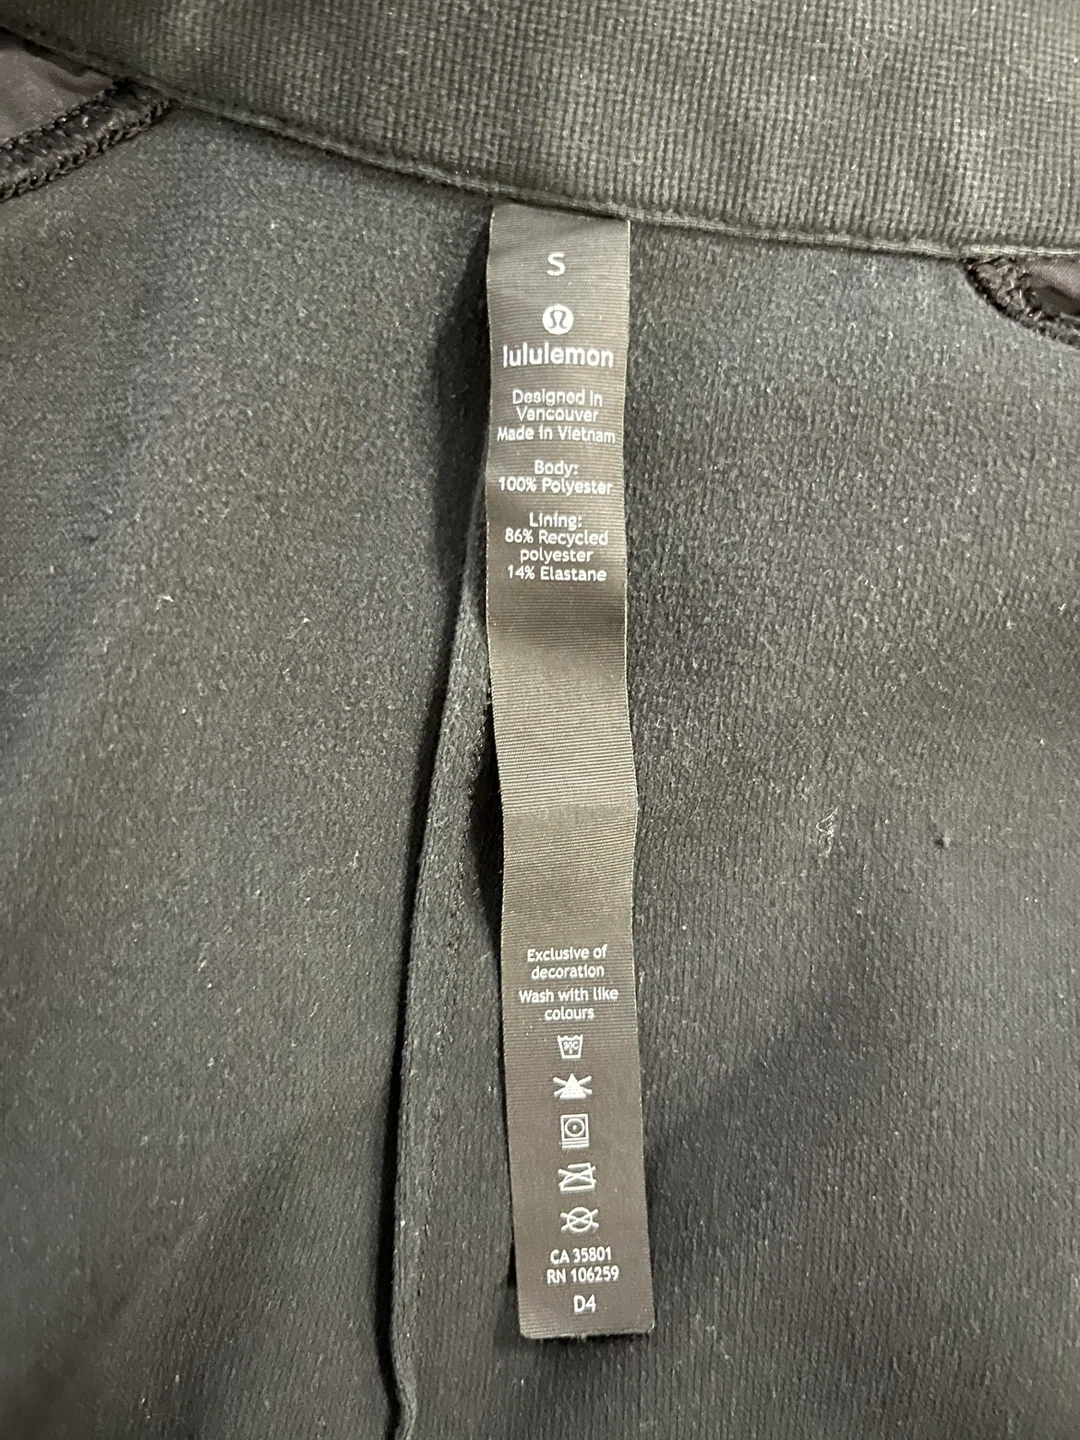 S
lululemon
Designed in
Vancouver
Made in Vietnam
Body:
100% Polyester
Lining:
86% Recycled
polyester
14% Elastane
Exclusive of
decoration
Wash with like
colours
30C
CA 35801
RN 106259
D4